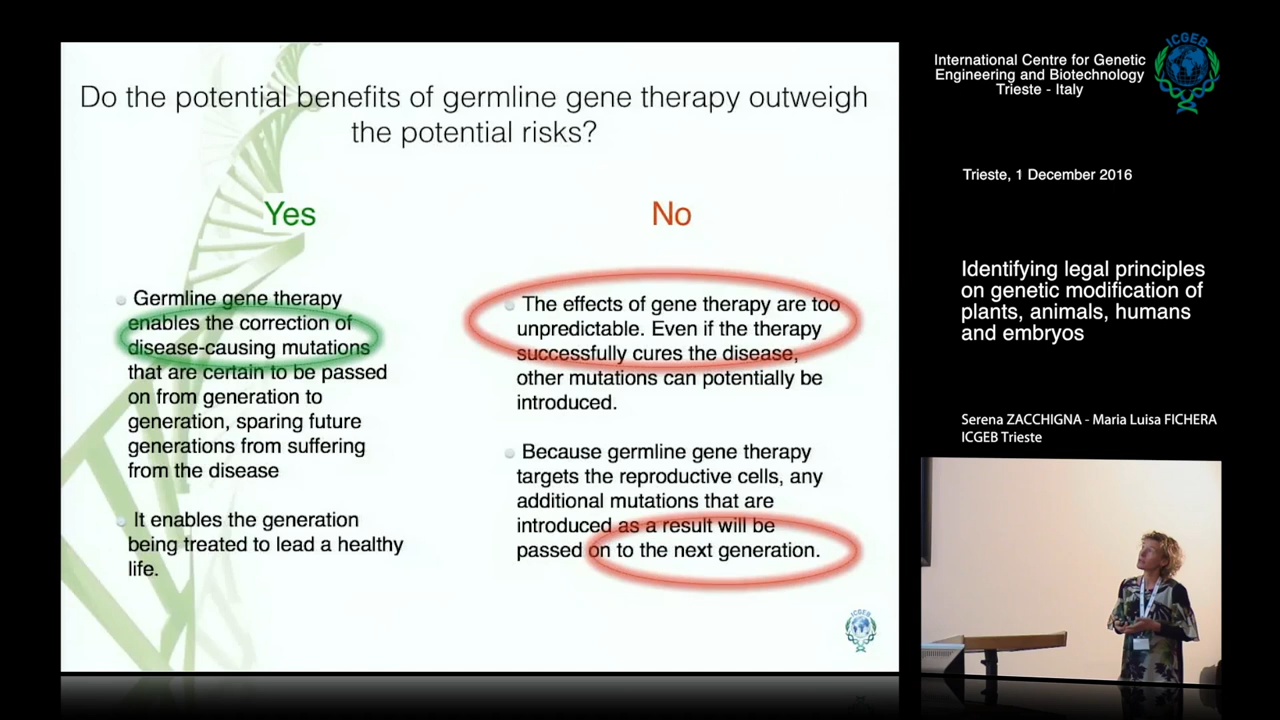 Do the potential benefits of germline gene therapy outweigh
the potential risks?
Yes
Germline gene therapy
enables the correction of
disease-causing mutations
that are certain to be passed
on from generation to
generation, sparing future
generations from suffering
from the disease
It enables the generation
being treated to lead a healthy
life.
No
The effects of gene therapy are too
unpredictable. Even if the therapy
successfully cures the disease,
other mutations can potentially be
introduced.
Because germline gene therapy
targets the reproductive cells, any
additional mutations that are
introduced as a result will be
passed on to the next generation.
ICGEB
International Centre for Genetic
Engineering and Biotechnology
Trieste - Italy
ICGEB
Trieste, 1 December 2016
Identifying legal principles
on genetic modification of
plants, animals, humans
and embryos
Serena ZACCHIGNA - Maria Luisa FICHERA
ICGEB Trieste